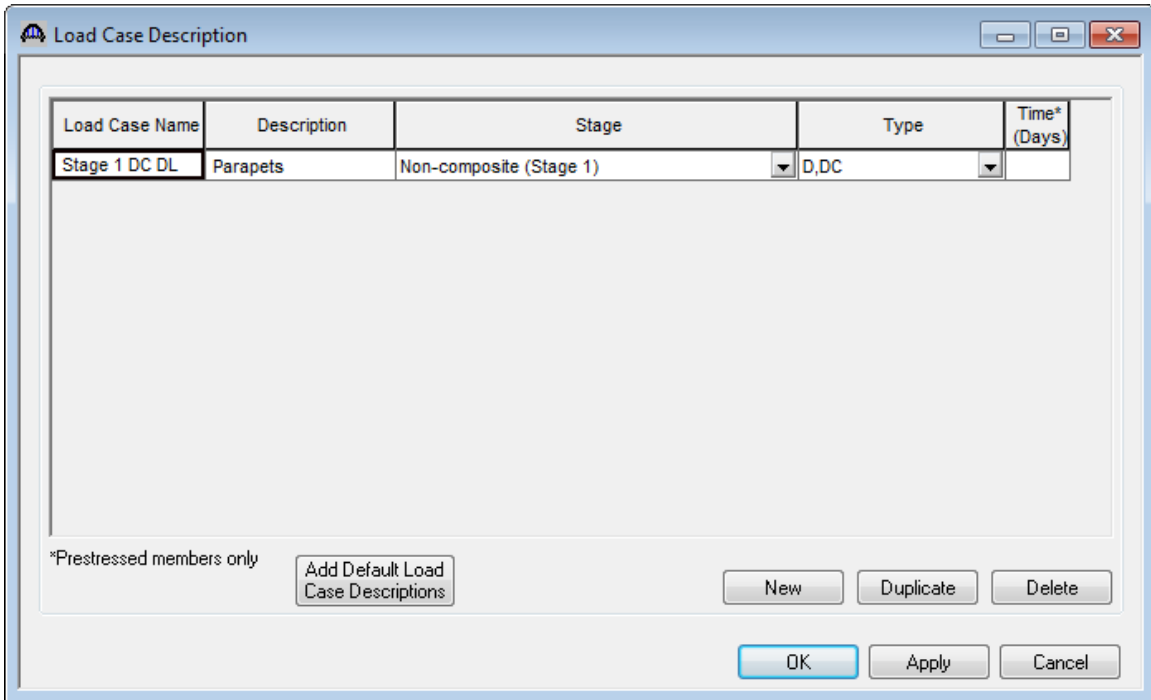 Load Case Description
Load Case Name Description Stage Type Time* (Days)
Stage 1 DC DL Parapets Non-composite (Stage 1) D,DC
*Prestressed members only
Add Default Load
Case Descriptions
New Duplicate Delete
OK Apply Cancel